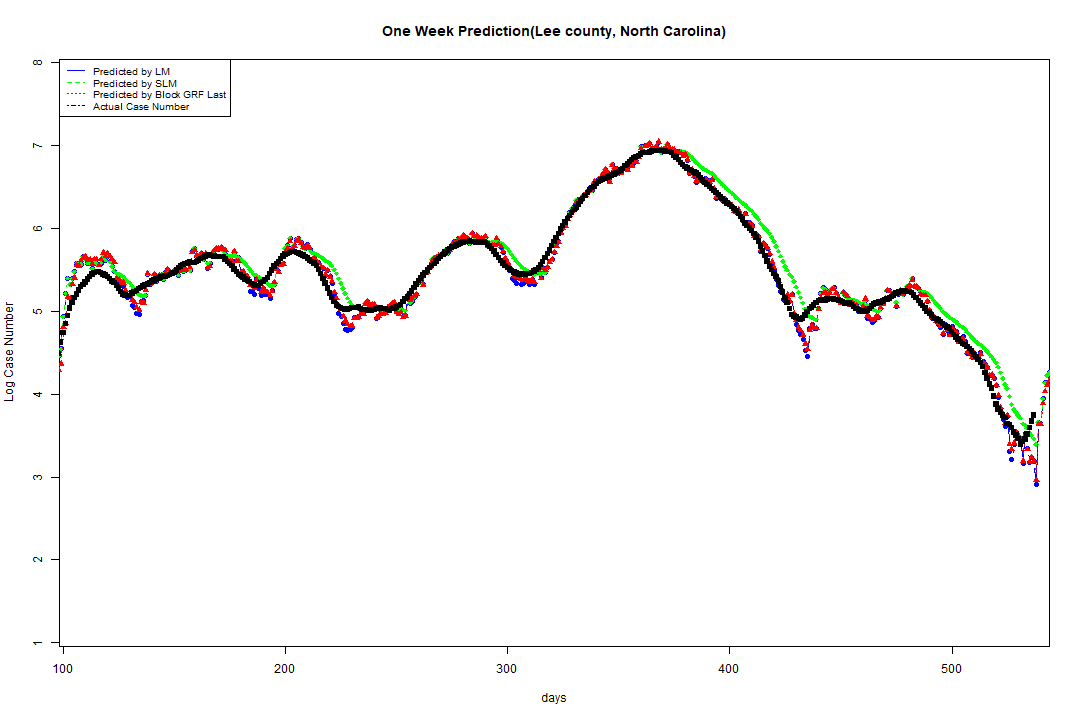 One Week Prediction(Lee county, North Carolina)
Predicted by LM
Predicted by SLM
Predicted by Block GRF Last
Actual Case Number
8
7
6
5
4
3
2
1
Log Case Number
100 200 300 400 500
days